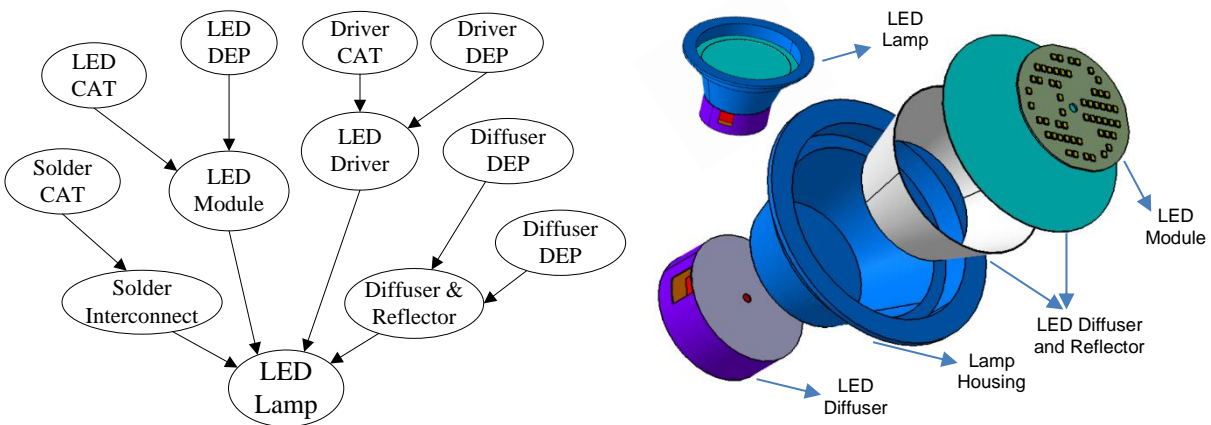 LED
CAT
LED
DEP
Driver
CAT
Driver
DEP
Solder
CAT
LED
Module
LED
Driver
Diffuser
DEP
Diffuser
DEP
Solder
Interconnect
Diffuser &
Reflector
LED
Lamp
LED
Lamp
LED
Module
LED Diffuser
and Reflector
Lamp
Housing
LED
Diffuser